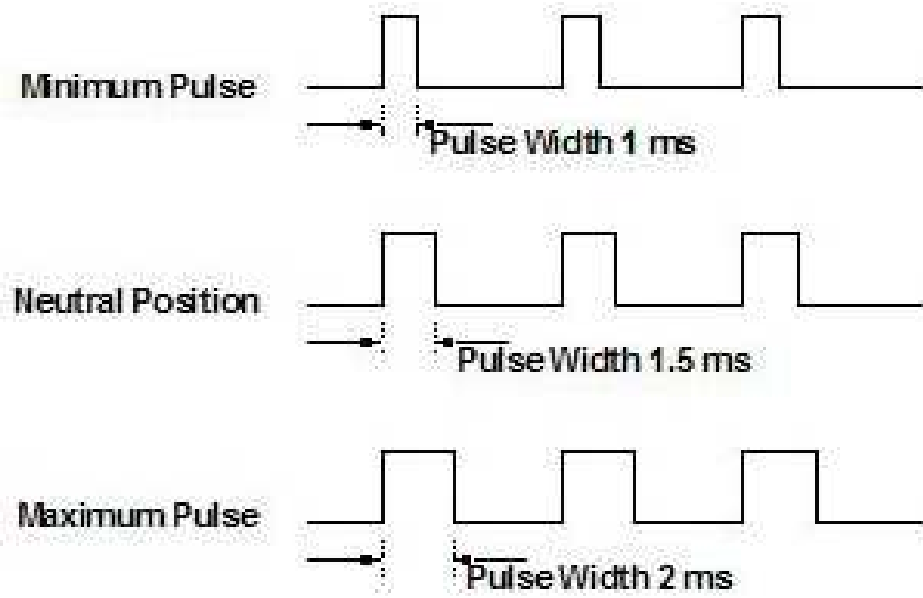 Minimum Pulse
Pulse Width 1 ms
Neutral Position
Pulse Width 1.5 ms
Maximum Pulse
Pulse Width 2 ms